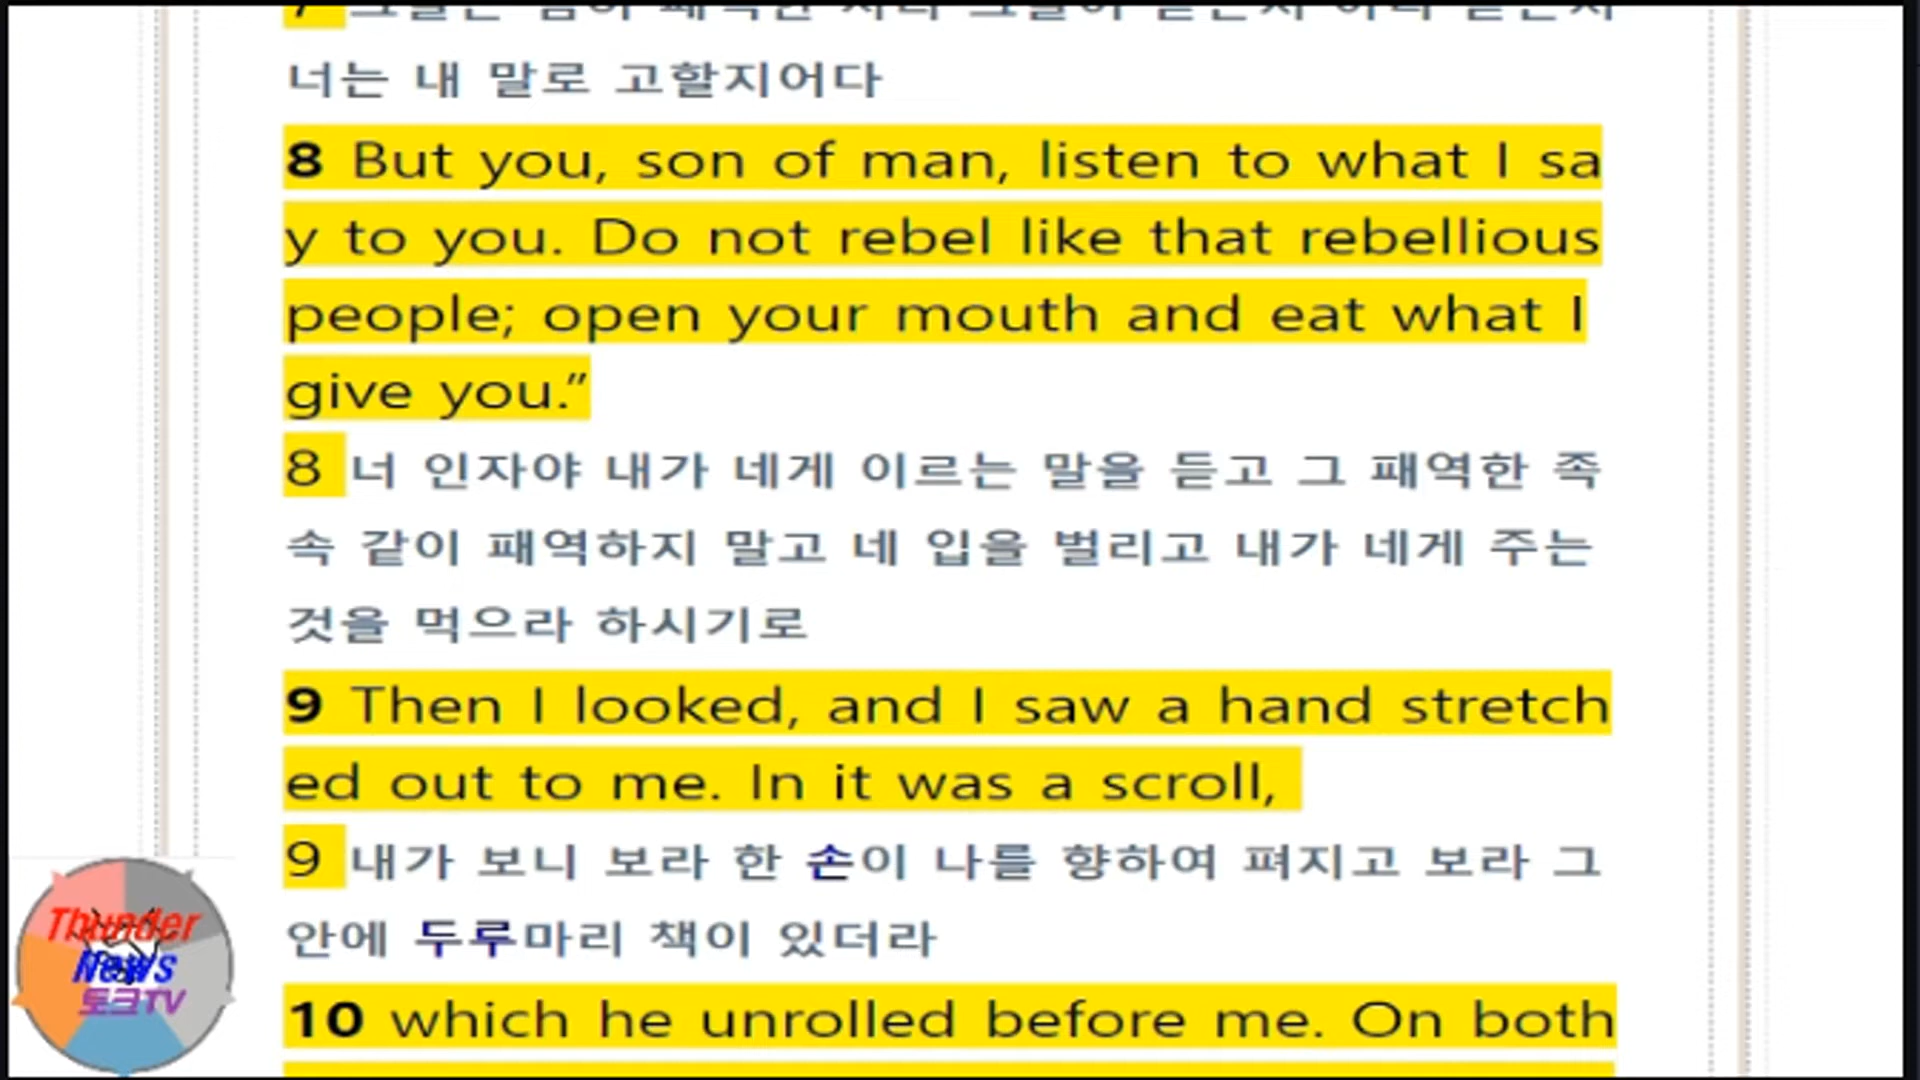 너는 내 말로 고할지어다
8 But you, son of man, listen to what I sa
y to you. Do not rebel like that rebellious
people; open your mouth and eat what I
give you.”
8 너 인자야 내가 네게 이르는 말을 듣고 그 패역한 족
속 같이 패역하지 말고 네 입을 벌리고 내가 네게 주는
것을 먹으라 하시기로
9 Then I looked, and I saw a hand stretch
ed out to me. In it was a scroll,
9 내가 보니 보라 한 손이 나를 향하여 펴지고 보라 그
안에 두루마리 책이 있더라
10 which he unrolled before me. On both
Thunder
News
토크TV